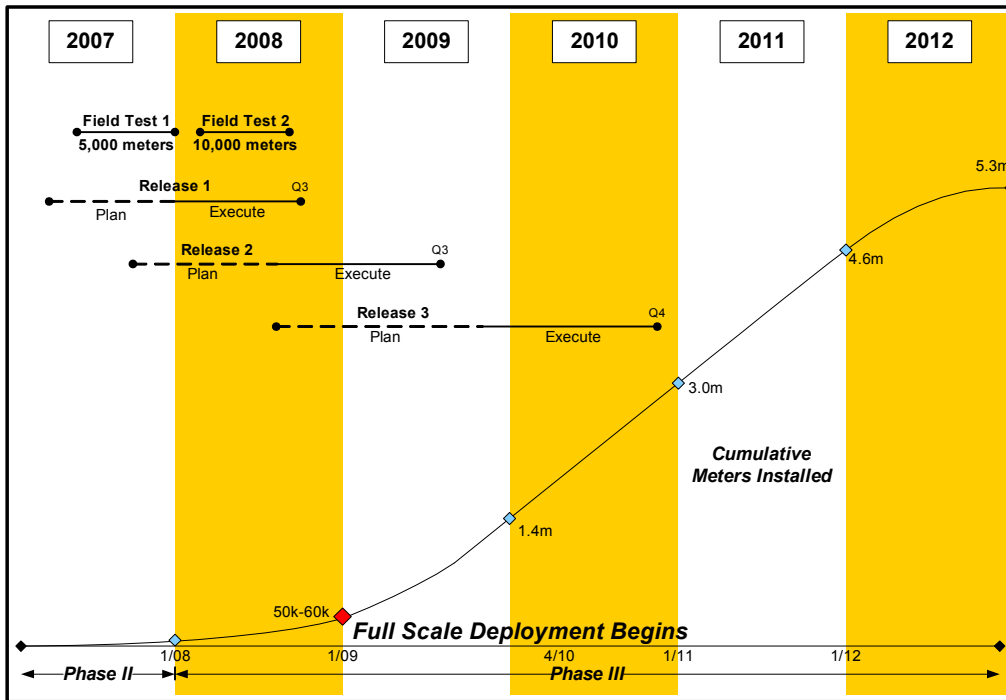 2007 2008 2009 2010 2011 2012
Field Test 1 Field Test 2
5,000 meters 10,000 meters
5.3m
Release 1 Q3
Plan Execute
Release 2 Q3
Plan Execute
4.6m
Release 3 Q4
Plan Execute
3.0m
Cumulative
Meters Installed
1.4m
50k-60k
Full Scale Deployment Begins
1/08 1/09 4/10 1/11 1/12
Phase II Phase III